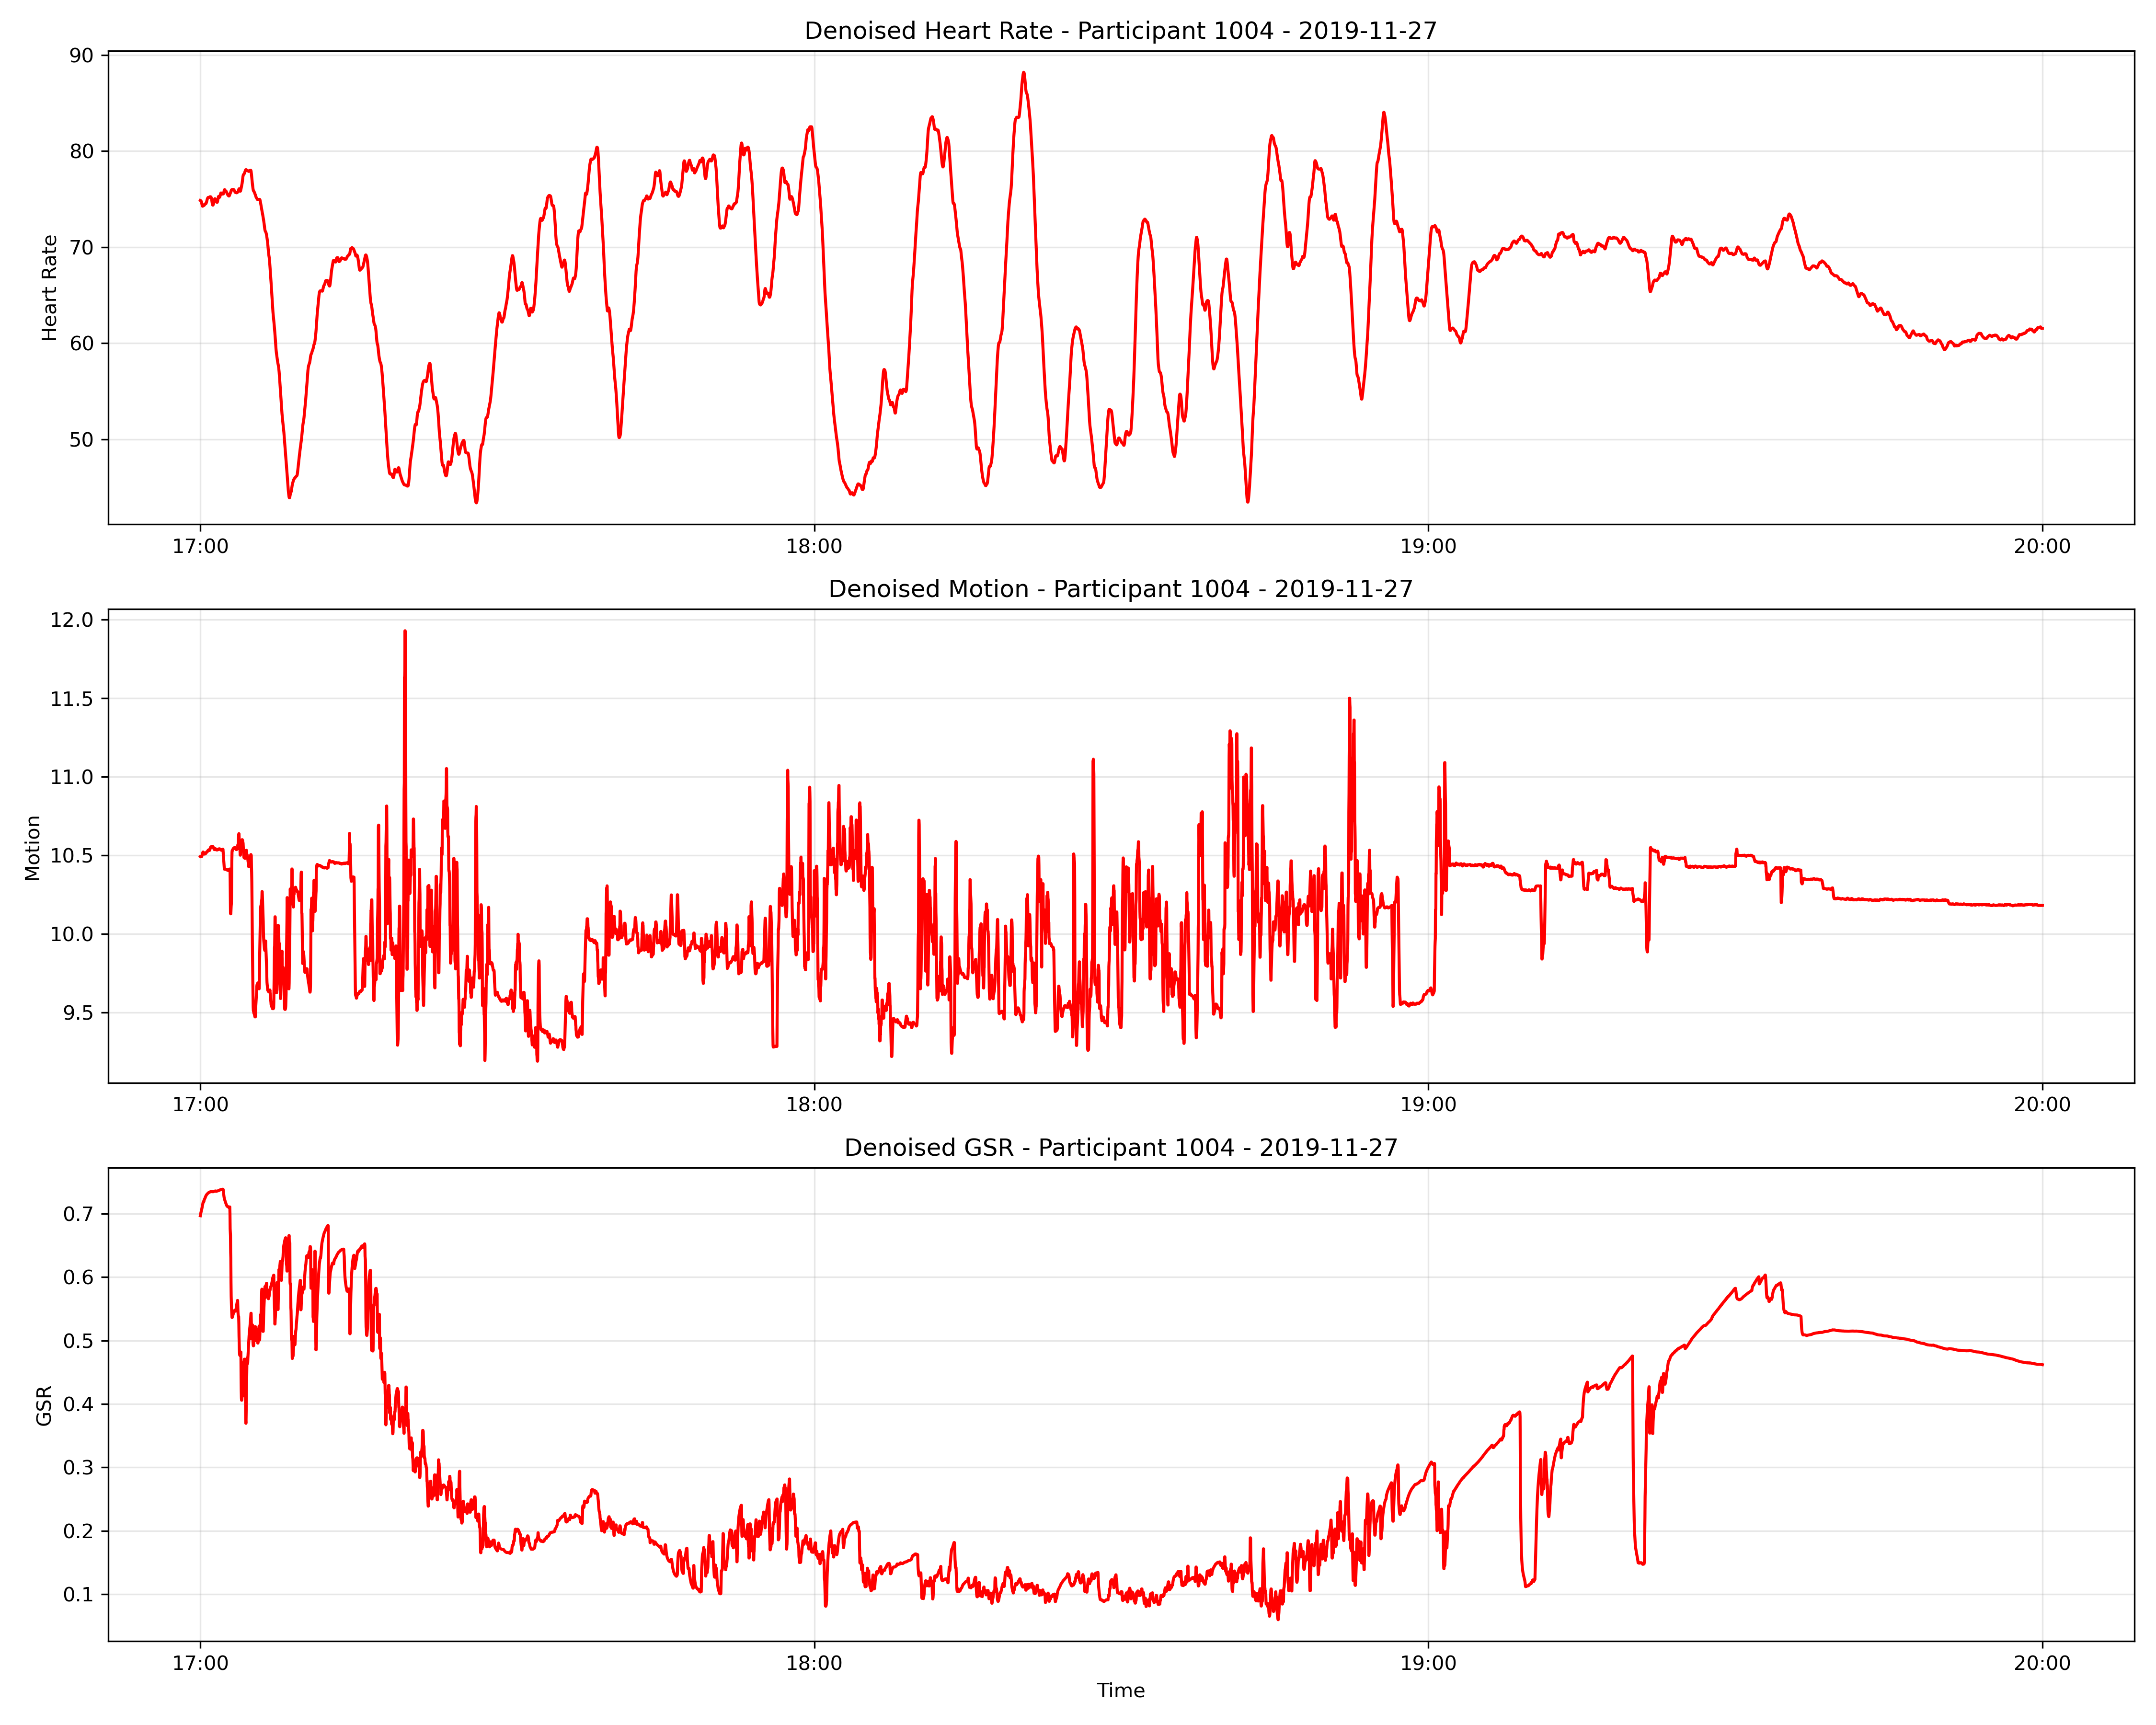 Denoised Heart Rate - Participant 1004 - 2019-11-27
90
80
70
60
50
Heart Rate
17:00 18:00 19:00 20:00
Denoised Motion - Participant 1004 - 2019-11-27
12.0
11.5
11.0
10.5
10.0
9.5
Motion
17:00 18:00 19:00 20:00
Denoised GSR - Participant 1004 - 2019-11-27
0.7
0.6
0.5
0.4
0.3
0.2
0.1
GSR
17:00 18:00 19:00 20:00
Time